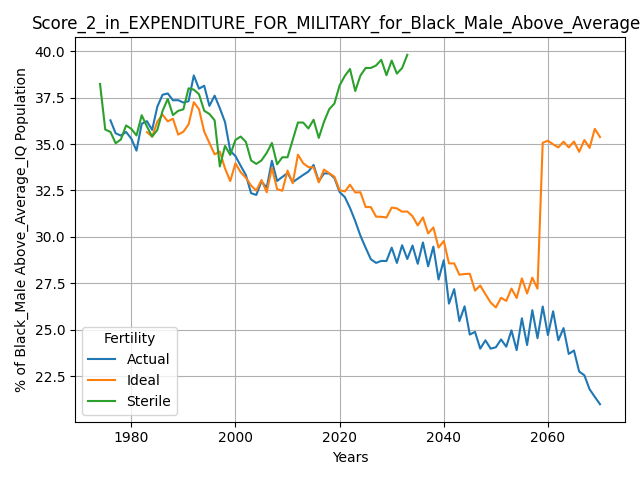 Score_2_in_EXPENDITURE_FOR_MILITARY_for_Black_Male_Above_Average
% of Black_Male Above_Average_IQ Population
40.0
37.5
35.0
32.5
30.0
27.5
25.0
22.5
Fertility
Actual
Ideal
Sterile
1980 2000 2020 2040 2060
Years